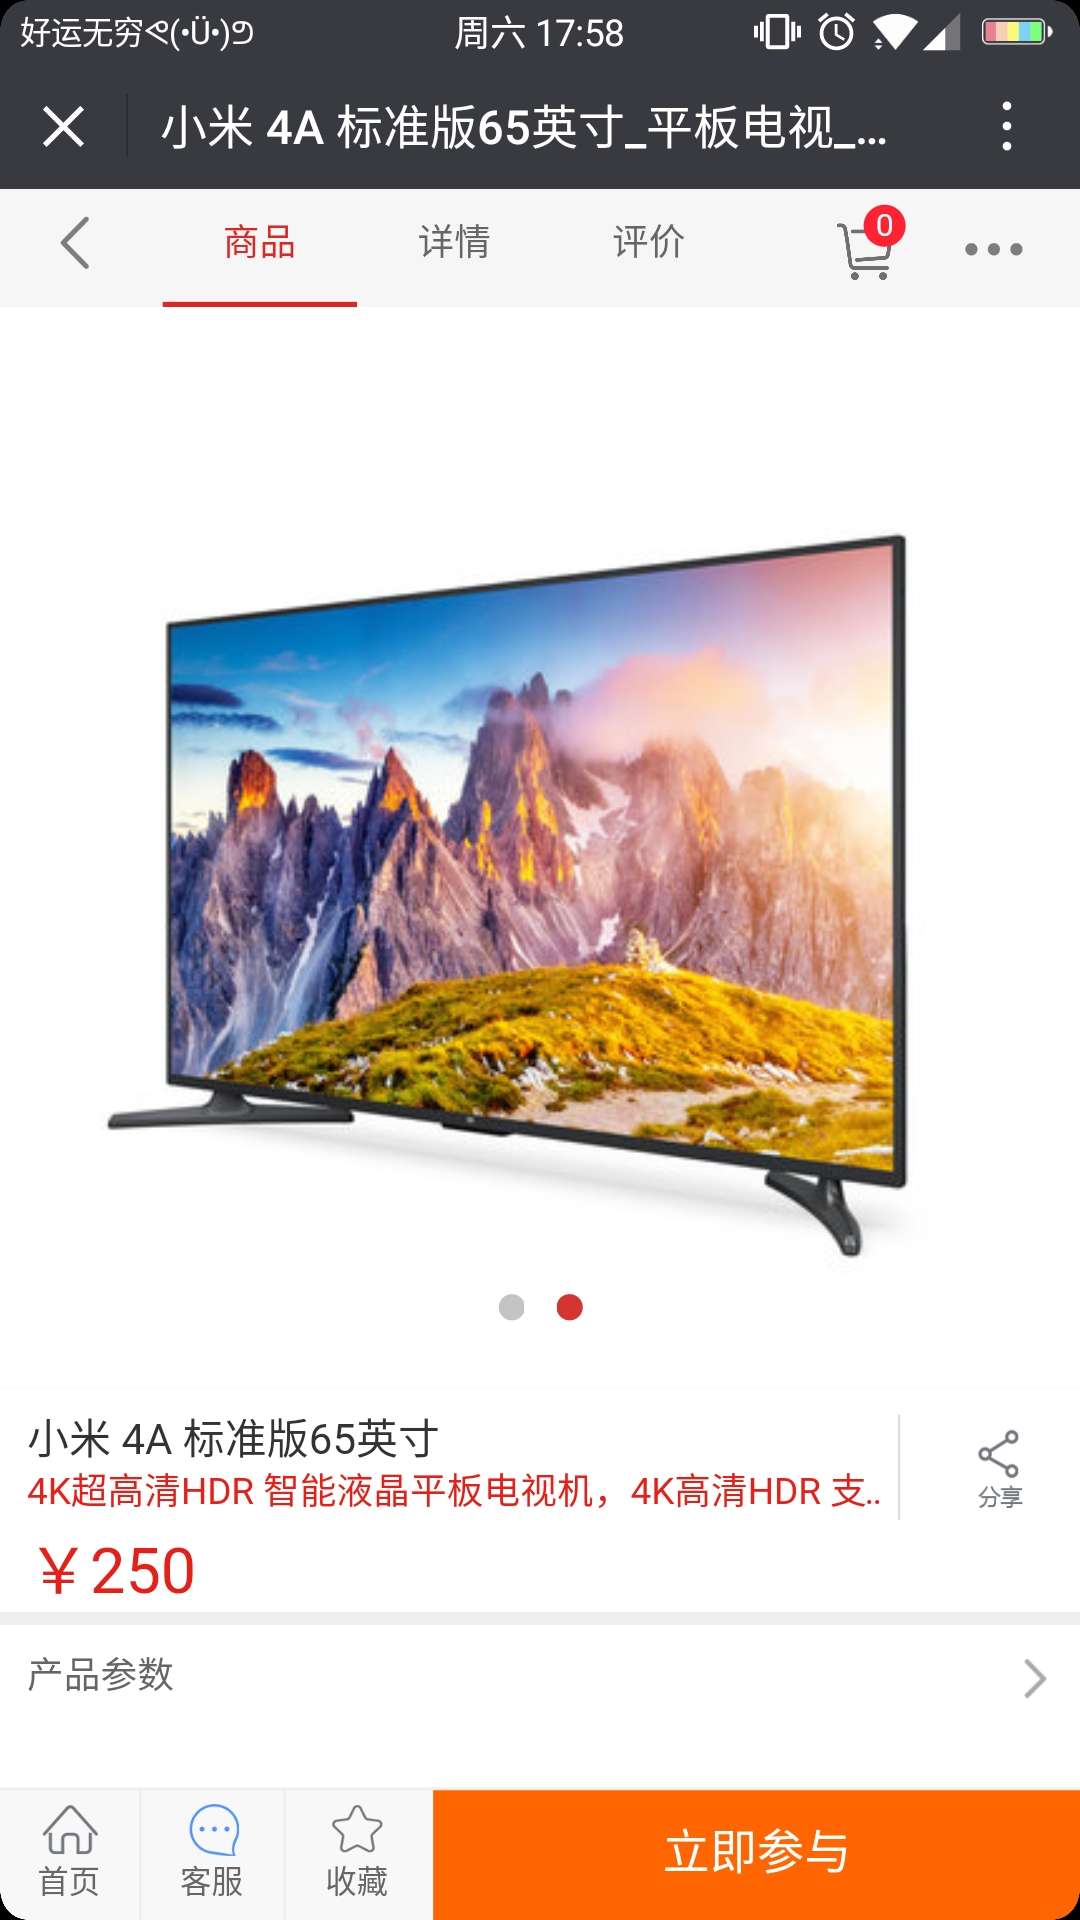 好运无穷ᕙ(•Ü•)ᕗ 周六 17:58
小米 4A 标准版65英寸_平板电视_...
商品 详情 评价 0
小米 4A 标准版65英寸
4K超高清HDR 智能液晶平板电视机，4K高清HDR 支..
分享
￥250
产品参数
首页 客服 收藏 立即参与